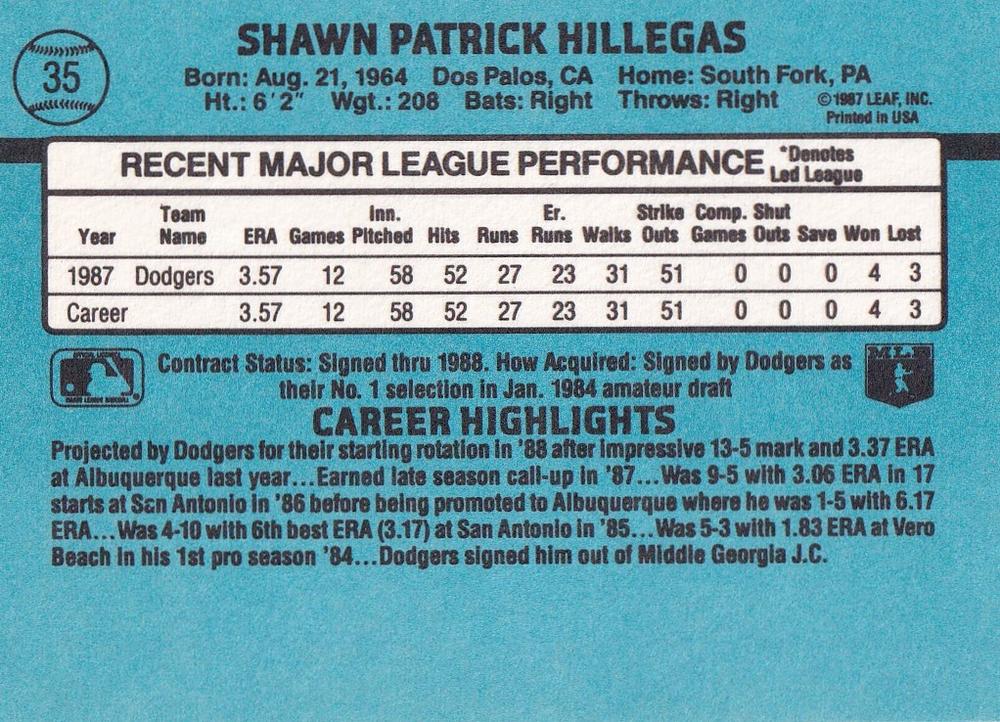 35
SHAWN PATRICK HILLEGAS
Born: Aug. 21, 1964 Dos Palos, CA Home: South Fork, PA
Ht.: 6'2" Wgt.: 208 Bats: Right Throws: Right
©1987 LEAF, INC.
Printed in USA
RECENT MAJOR LEAGUE PERFORMANCE *Denotes
Led League
Year Team Name ERA Games Inn. Pitched Hits Runs Er. Runs Walks Strike Outs Comp. Games Shut Outs Save Won Lost
1987 Dodgers 3.57 12 58 52 27 23 31 51 0 0 0 4 3
Career 3.57 12 58 52 27 23 31 51 0 0 0 4 3
Contract Status: Signed thru 1988. How Acquired: Signed by Dodgers as
their No. 1 selection in Jan. 1984 amateur draft
MLB
CAREER HIGHLIGHTS
Projected by Dodgers for their starting rotation in '88 after impressive 13-5 mark and 3.37 ERA
at Albuquerque last year...Earned late season call-up in '87...Was 9-5 with 3.06 ERA in 17
starts at San Antonio in '86 before being promoted to Albuquerque where he was 1-5 with 6.17
ERA...Was 4-10 with 6th best ERA (3.17) at San Antonio in '85...Was 5-3 with 1.83 ERA at Vero
Beach in his 1st pro season '84...Dodgers signed him out of Middle Georgia J.C.